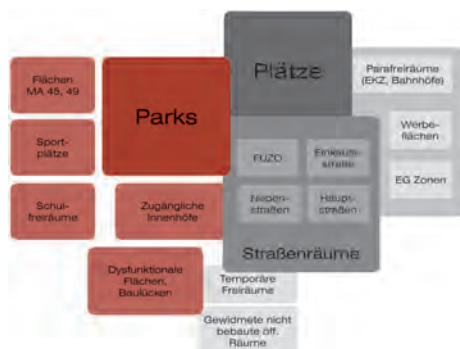 Flächen
MA 45, 49
Parks
Plätze
Parafreiräume
(EKZ, Bahnhöfe)
Sport-
plätze
Werbe-
flächen
FUZO
Einkaufs-
straße
Schul-
freiräume
Zugängliche
Innenhöfe
Neben-
straßen
Haupt-
straßen
EG Zonen
Straßenräume
Dysfunktionale
Flächen,
Baulücken
Temporäre
Freiräume
Gewidmete nicht
bebaute öff.
Räume